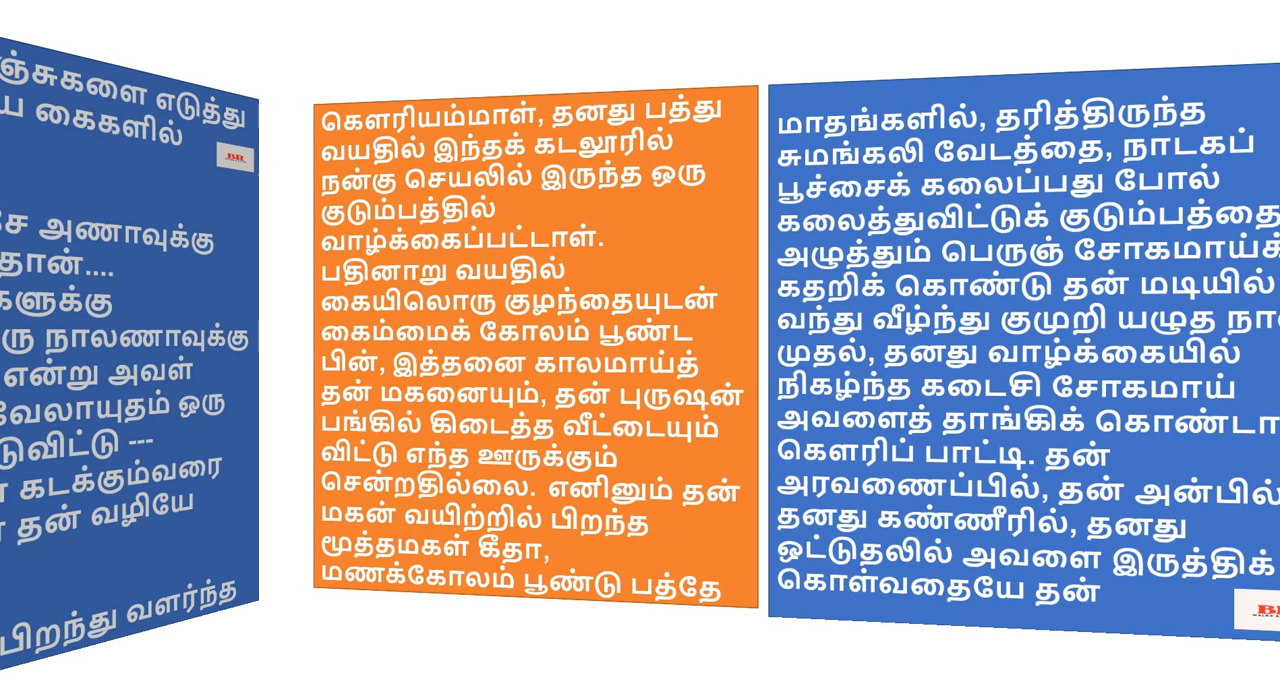 ஞ்சுகளை எடுத்து
ய கைகளில்
சே அணாவுக்கு
தான்....
களுக்கு
ரு நாலணாவுக்கு
என்று அவள்
வேலாயுதம் ஒரு
டுவிட்டு ---
கடக்கும்வரை
தன் வழியே
பிறந்து வளர்ந்த
கௌரியம்மாள், தனது பத்து
வயதில் இந்தக் கடலூரில்
நன்கு செயலில் இருந்த ஒரு
குடும்பத்தில்
வாழ்க்கைப்பட்டாள்.
பதினாறு வயதில்
கையிலொரு குழந்தையுடன்
கைம்மைக் கோலம் பூண்ட
பின், இத்தனை காலமாய்த்
தன் மகனையும், தன் புருஷன்
பங்கில் கிடைத்த வீட்டையும்
விட்டு எந்த ஊருக்கும்
சென்றதில்லை. எனினும் தன்
மகன் வயிற்றில் பிறந்த
மூத்தமகள் கீதா,
மணக்கோலம் பூண்டு பத்தே
மாதங்களில், தரித்திருந்த
சுமங்கலி வேடத்தை, நாடகப்
பூச்சைக் கலைப்பது போல்
கலைத்துவிட்டுக் குடும்பத்தை
அழுத்தும் பெருஞ் சோகமாய்க்
கதறிக் கொண்டு தன் மடியில்
வந்து வீழ்ந்து குமுறி யழுத நா
முதல், தனது வாழ்க்கையில்
நிகழ்ந்த கடைசி சோகமாய்
அவளைத் தாங்கிக் கொண்டா
கௌரிப் பாட்டி. தன்
அரவணைப்பில், தன் அன்பில்
தனது கண்ணீரில், தனது
ஒட்டுதலில் அவளை இருத்திக்
கொள்வதையே தன்